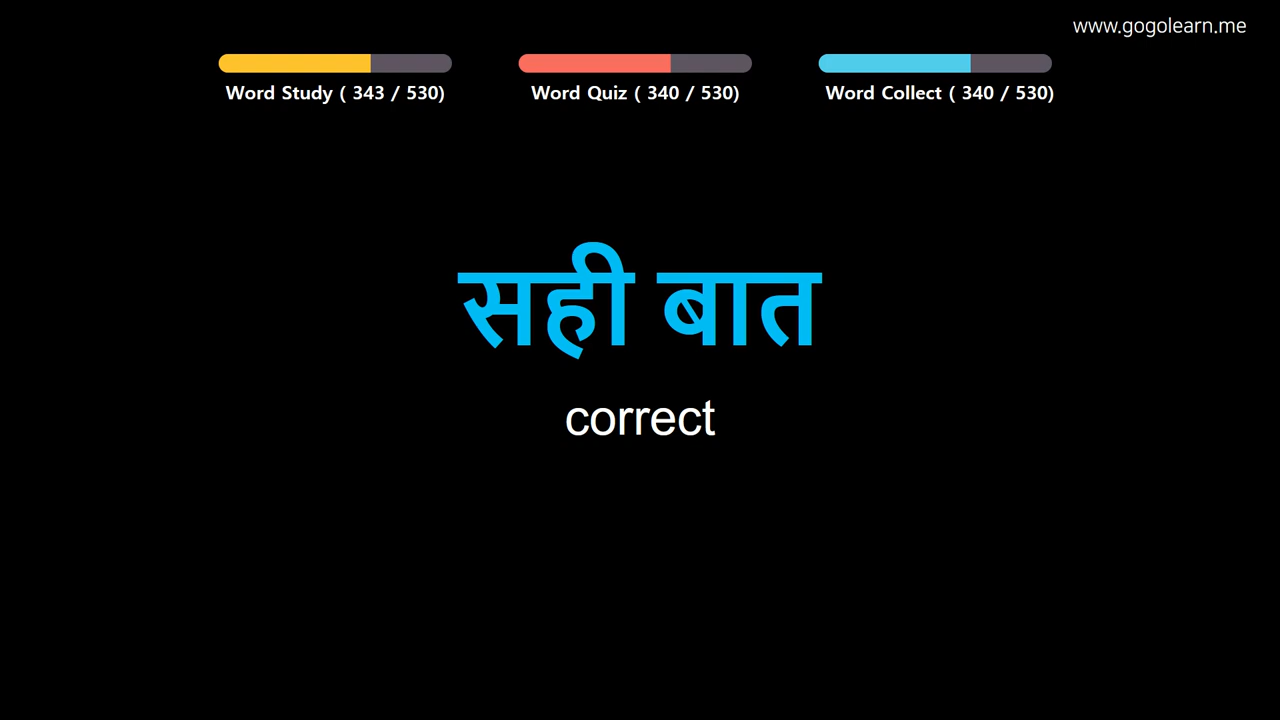 www.gogolearn.me
Word Study ( 343 / 530)
Word Quiz ( 340 / 530)
Word Collect ( 340 / 530)
सही बात
correct